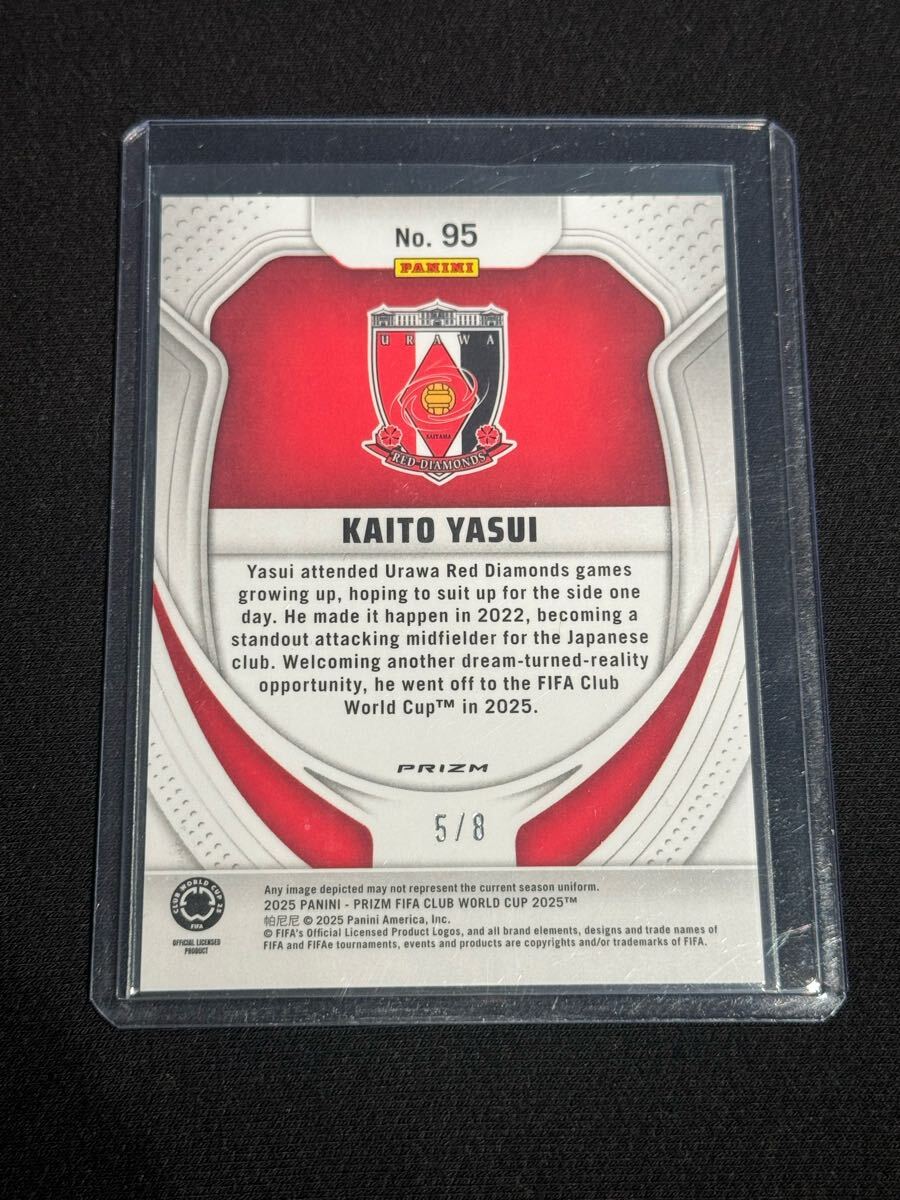 No. 95
PANINI
URAWA
SAITAMA
RED DIAMONDS
KAITO YASUI
Yasui attended Urawa Red Diamonds games
growing up, hoping to suit up for the side one
day. He made it happen in 2022, becoming a
standout attacking midfielder for the Japanese
club. Welcoming another dream-turned-reality
opportunity, he went off to the FIFA Club
World Cup™ in 2025.
PRIZM
5/8
CLUB WORLD CUP 25
FIFA
OFFICIAL LICENSED
PRODUCT
Any image depicted may not represent the current season uniform.
2025 PANINI - PRIZM FIFA CLUB WORLD CUP 2025™
帕尼尼 © 2025 Panini America, Inc.
© FIFA's Official Licensed Product Logos, and all brand elements, designs and trade names of
FIFA and FIFAe tournaments, events and products are copyrights and/or trademarks of FIFA.